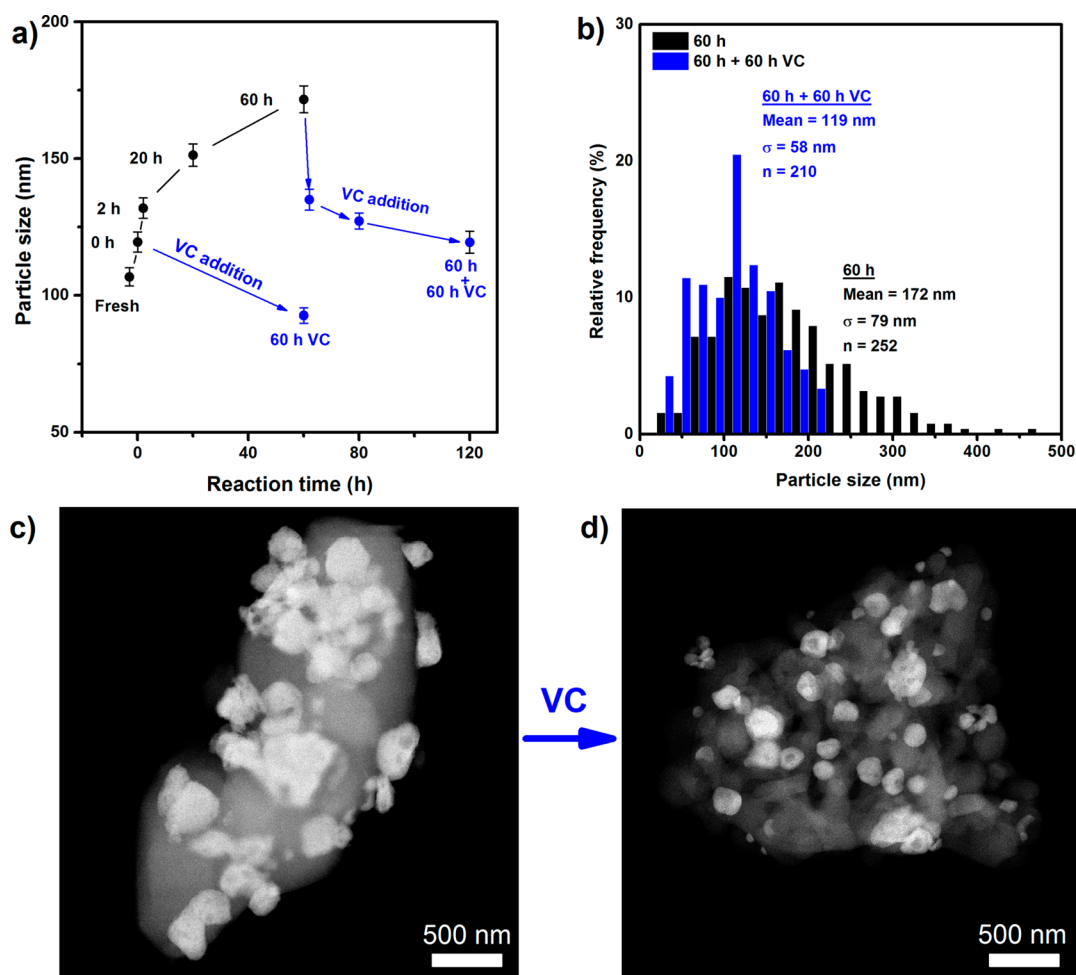 a)
Particle size (nm)
200
150
100
50
60 h
20 h
2 h
0 h
Fresh
VC addition
VC addition
60 h VC
60 h
+
60 h VC
0
40
60
80
120
Reaction time (h)
b)
Relative frequency (%)
30
20
10
0
60 h
60 h + 60 h VC
60 h + 60 h VC
Mean = 119 nm
σ = 58 nm
n = 210
60 h
Mean = 172 nm
σ = 79 nm
n = 252
0
100
200
300
400
500
Particle size (nm)
c)
500 nm
VC
d)
500 nm